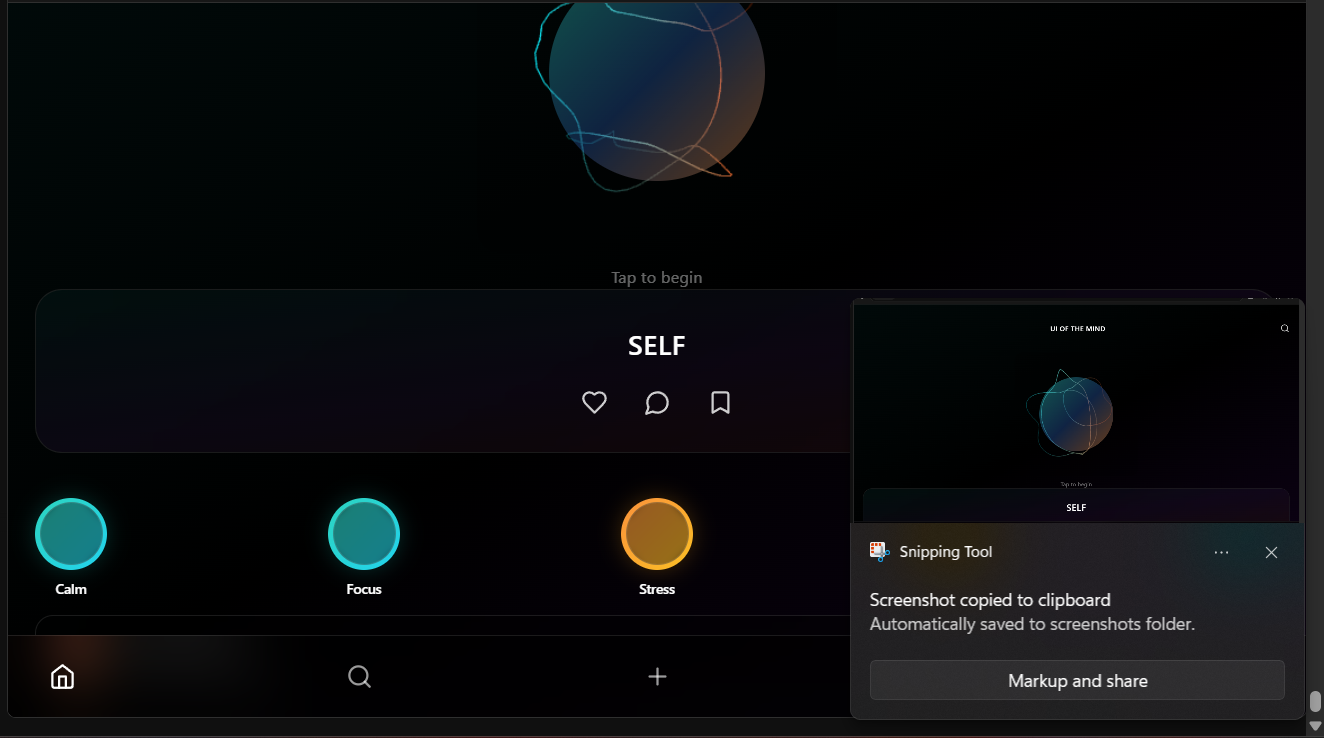 Tap to begin
SELF
Calm
Focus
Stress
UI OF THE MIND
Tap to begin
SELF
Snipping Tool
Screenshot copied to clipboard
Automatically saved to screenshots folder.
Markup and share